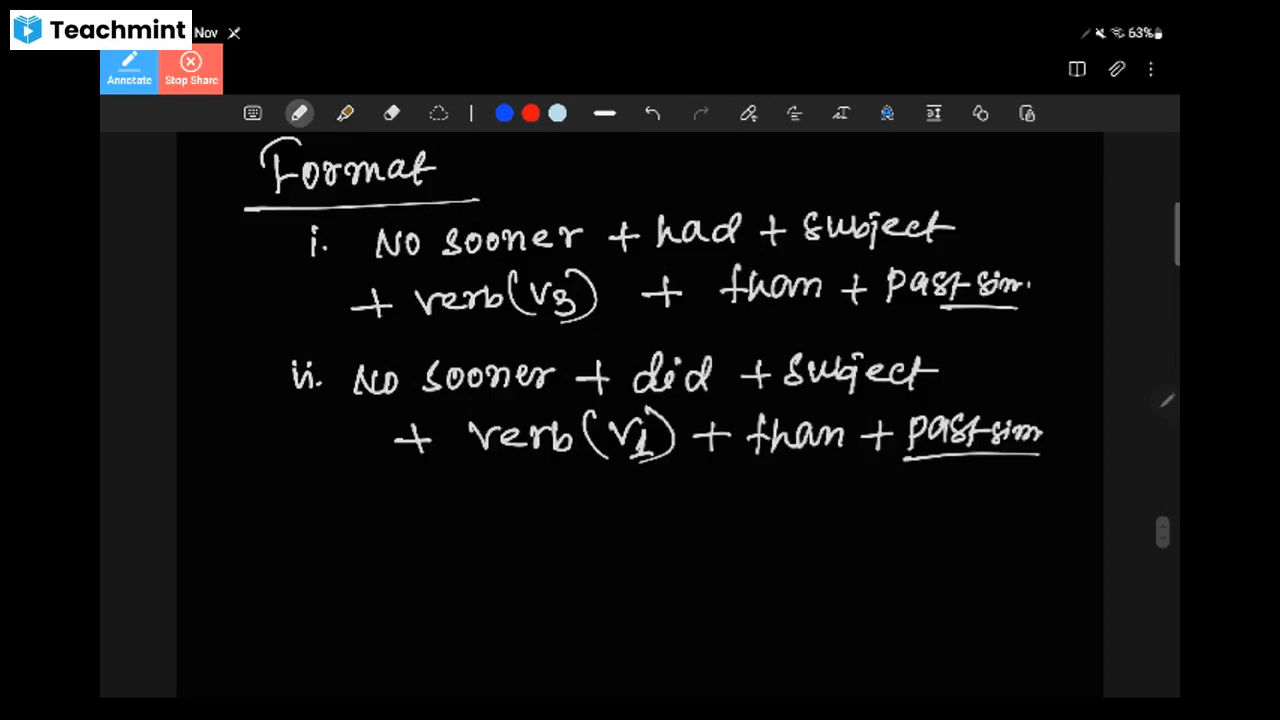 Teachmint
Nov
63%
Annotate
Stop Share
Format
i. No sooner + had + subject
+ verb (V3) + than + past sim.
ii. No sooner + did + subject
+ verb (V1) + than + past sim